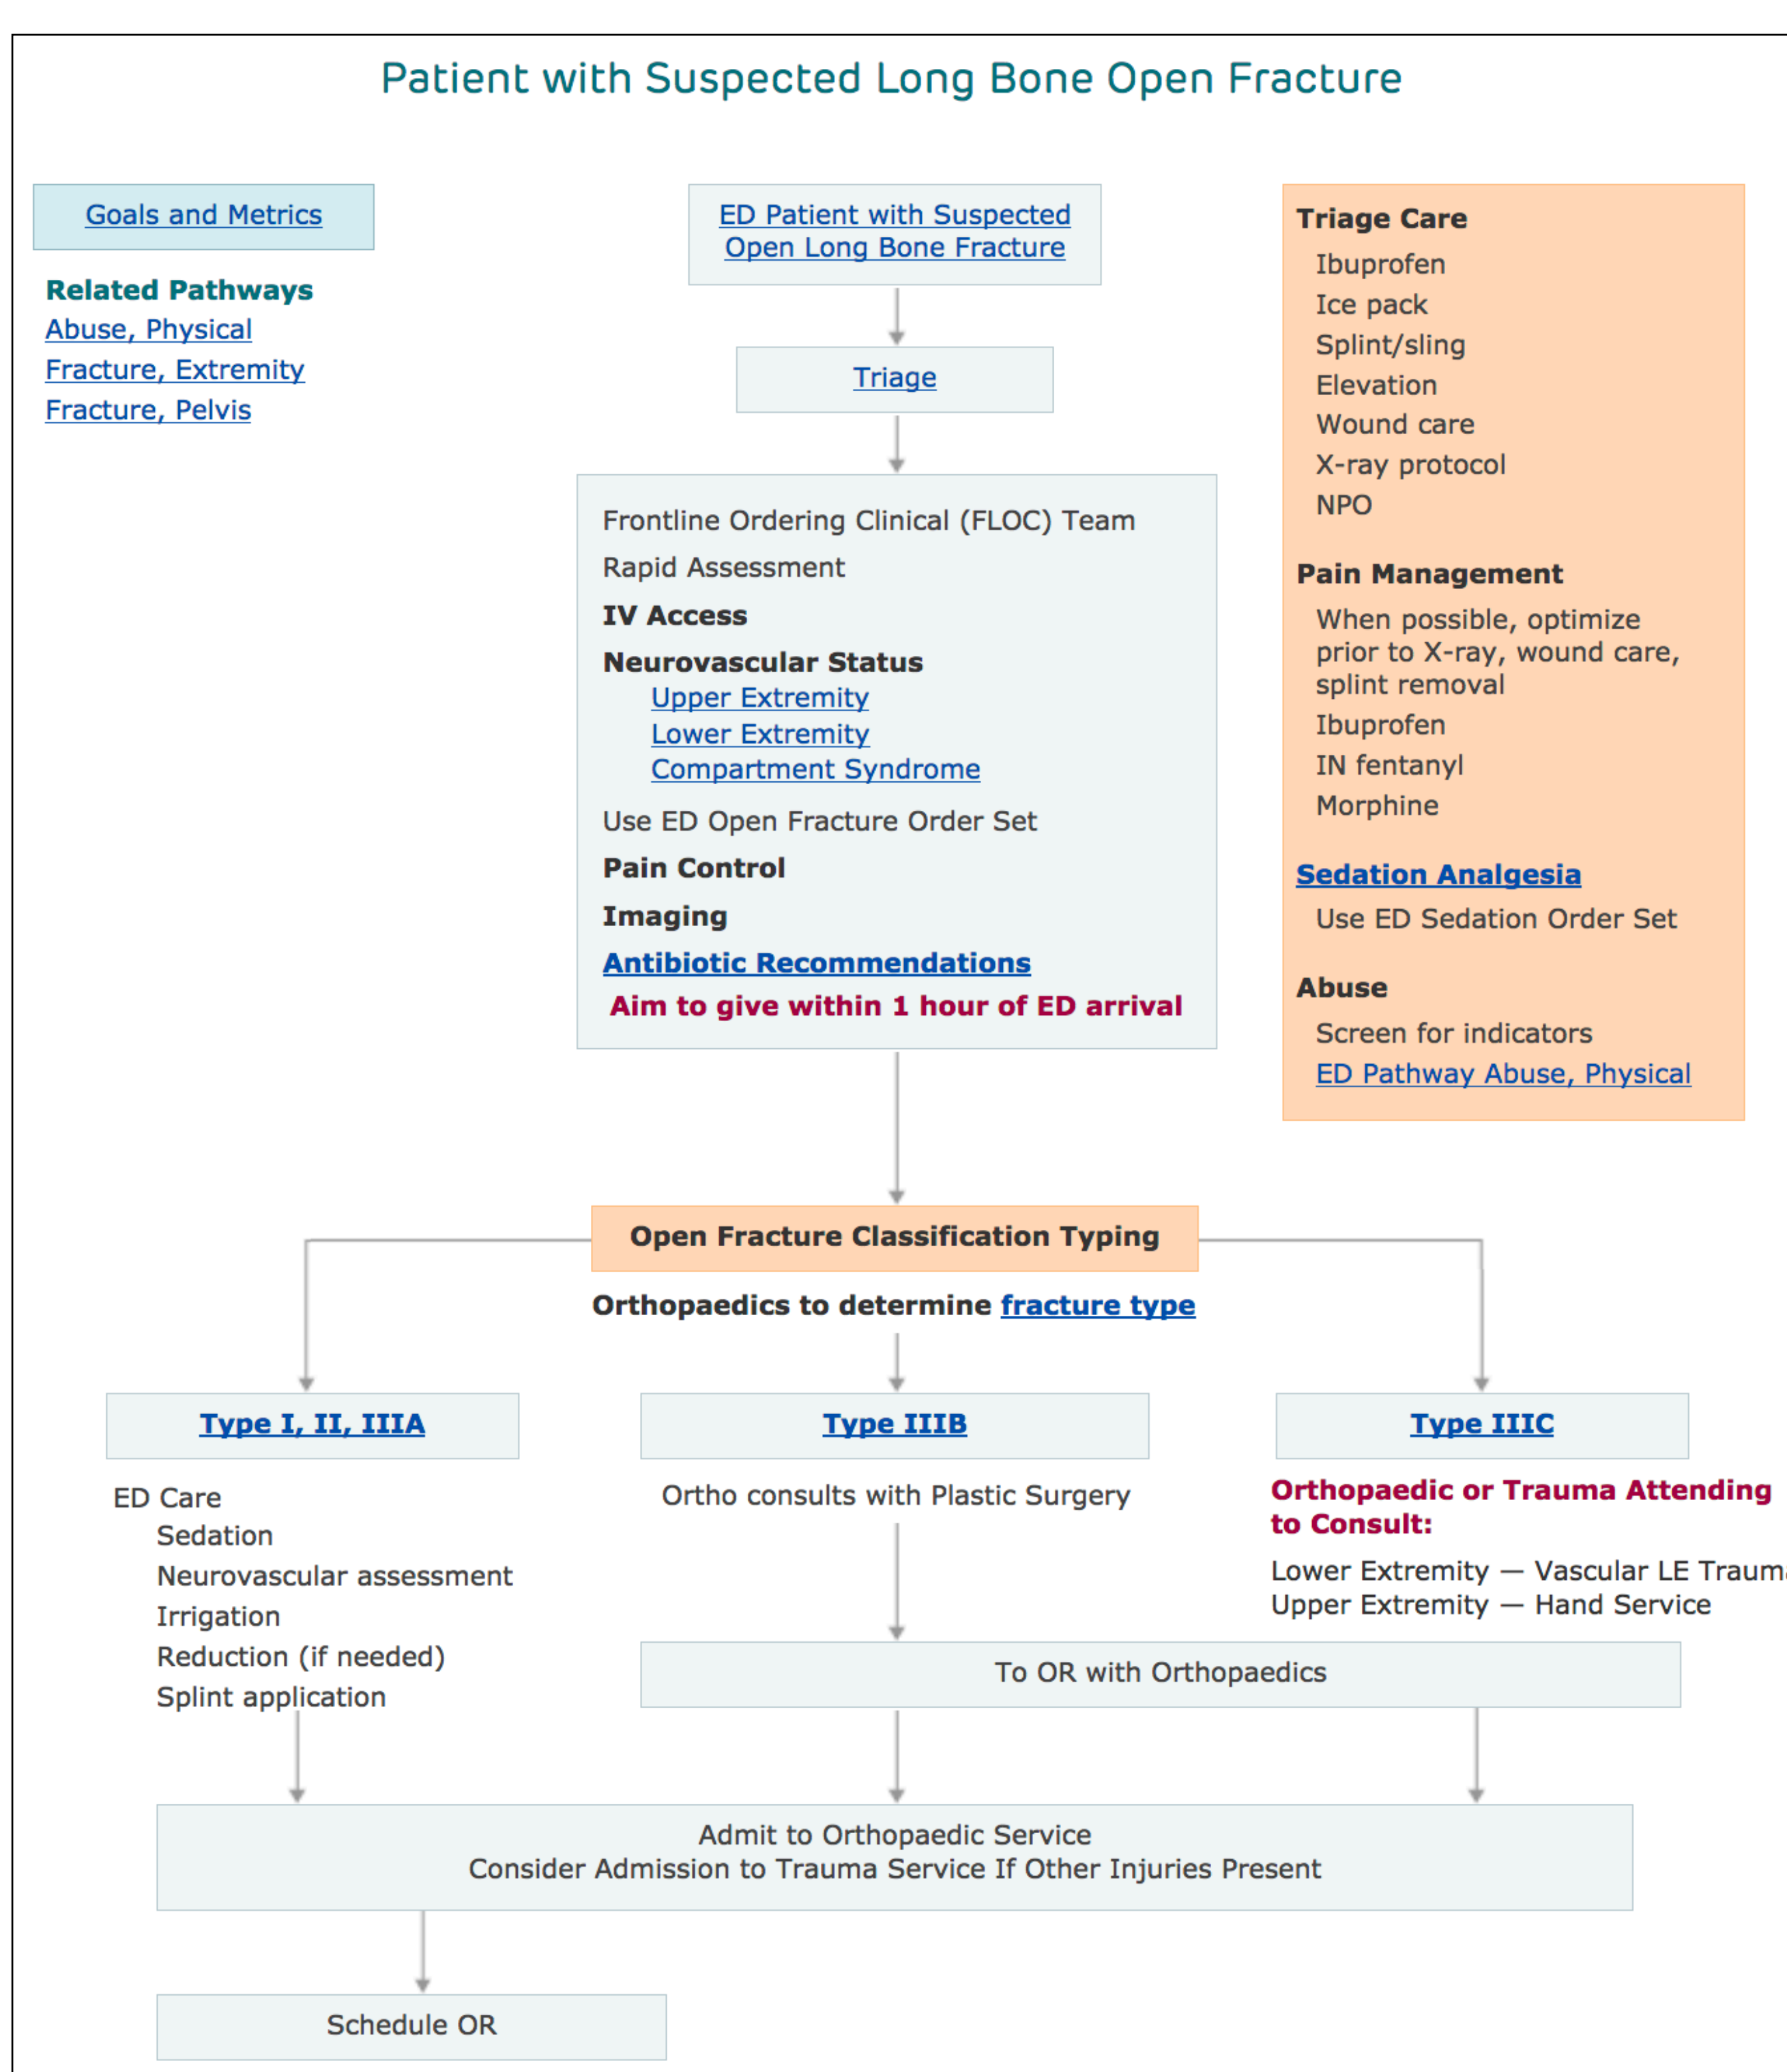 Patient with Suspected Long Bone Open Fracture
Goals and Metrics
Related Pathways
Abuse, Physical
Fracture, Extremity
Fracture, Pelvis
ED Patient with Suspected
Open Long Bone Fracture
Triage
Frontline Ordering Clinical (FLOC) Team
Rapid Assessment
IV Access
Neurovascular Status
Upper Extremity
Lower Extremity
Compartment Syndrome
Use ED Open Fracture Order Set
Pain Control
Imaging
Antibiotic Recommendations
Aim to give within 1 hour of ED arrival
Triage Care
Ibuprofen
Ice pack
Splint/sling
Elevation
Wound care
X-ray protocol
NPO
Pain Management
When possible, optimize
prior to X-ray, wound care,
splint removal
Ibuprofen
IN fentanyl
Morphine
Sedation Analgesia
Use ED Sedation Order Set
Abuse
Screen for indicators
ED Pathway Abuse, Physical
Open Fracture Classification Typing
Orthopaedics to determine fracture type
Type I, II, IIIA
ED Care
Sedation
Neurovascular assessment
Irrigation
Reduction (if needed)
Splint application
Type IIIB
Ortho consults with Plastic Surgery
Type IIIC
Orthopaedic or Trauma Attending
to Consult:
Lower Extremity — Vascular LE Trauma
Upper Extremity — Hand Service
To OR with Orthopaedics
Admit to Orthopaedic Service
Consider Admission to Trauma Service If Other Injuries Present
Schedule OR